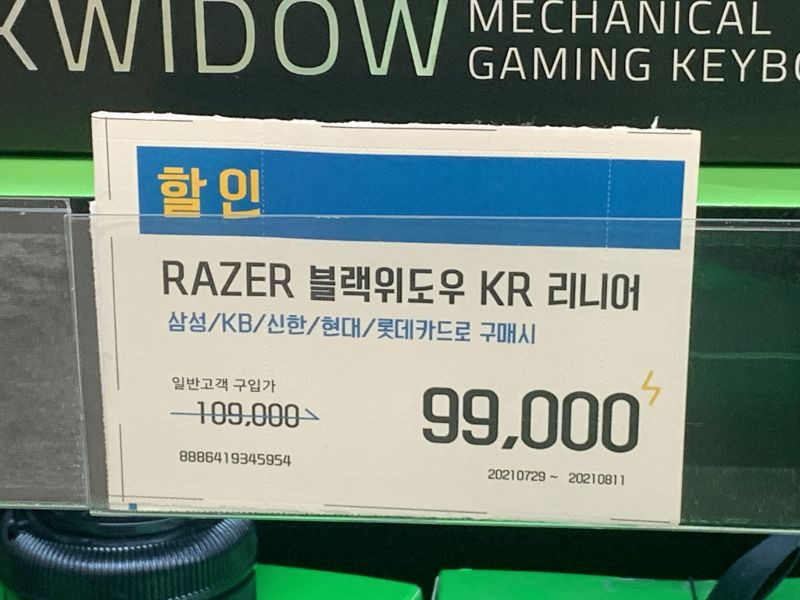 KWIDOW
MECHANICAL
GAMING KEYBO
할인
RAZER 블랙위도우 KR 리니어
삼성/KB/신한/현대/롯데카드로 구매시
일반고객 구입가
109,000
99,000
8886419345954
20210729 ~ 20210811